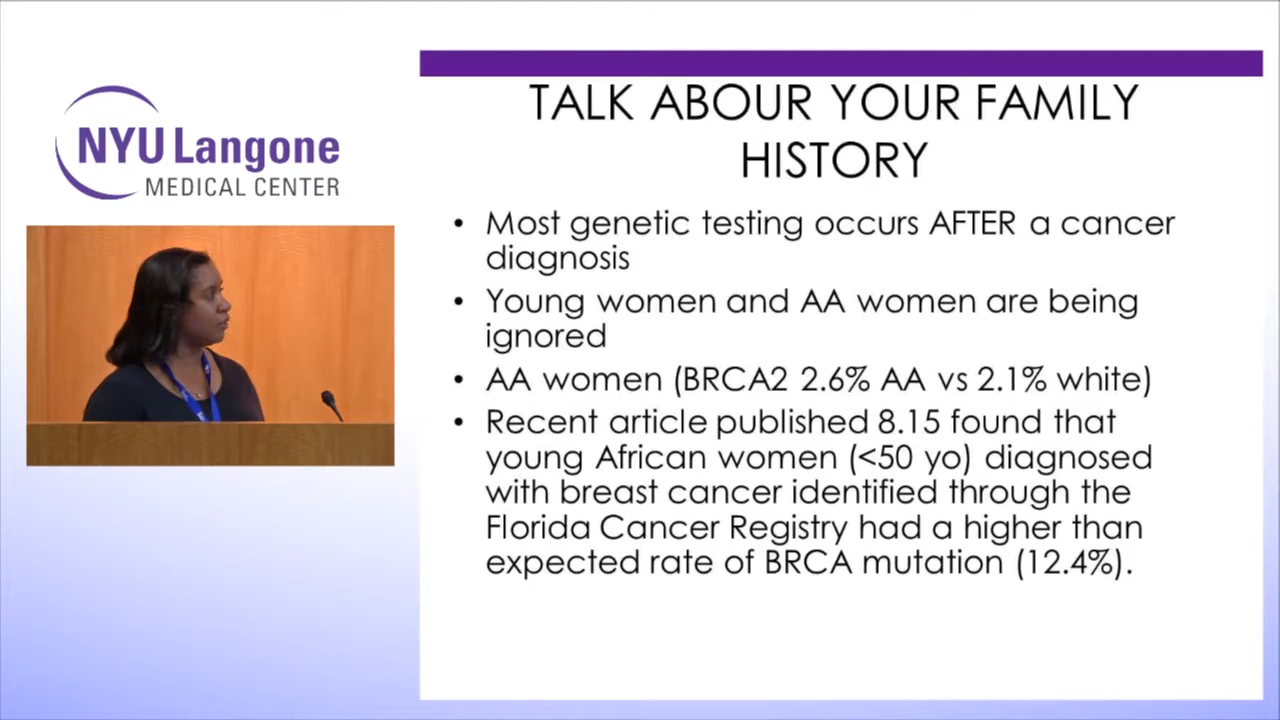 NYU Langone
MEDICAL CENTER
TALK ABOUR YOUR FAMILY
HISTORY
• Most genetic testing occurs AFTER a cancer
diagnosis
• Young women and AA women are being
ignored
• AA women (BRCA2 2.6% AA vs 2.1% white)
• Recent article published 8.15 found that
young African women (<50 yo) diagnosed
with breast cancer identified through the
Florida Cancer Registry had a higher than
expected rate of BRCA mutation (12.4%).